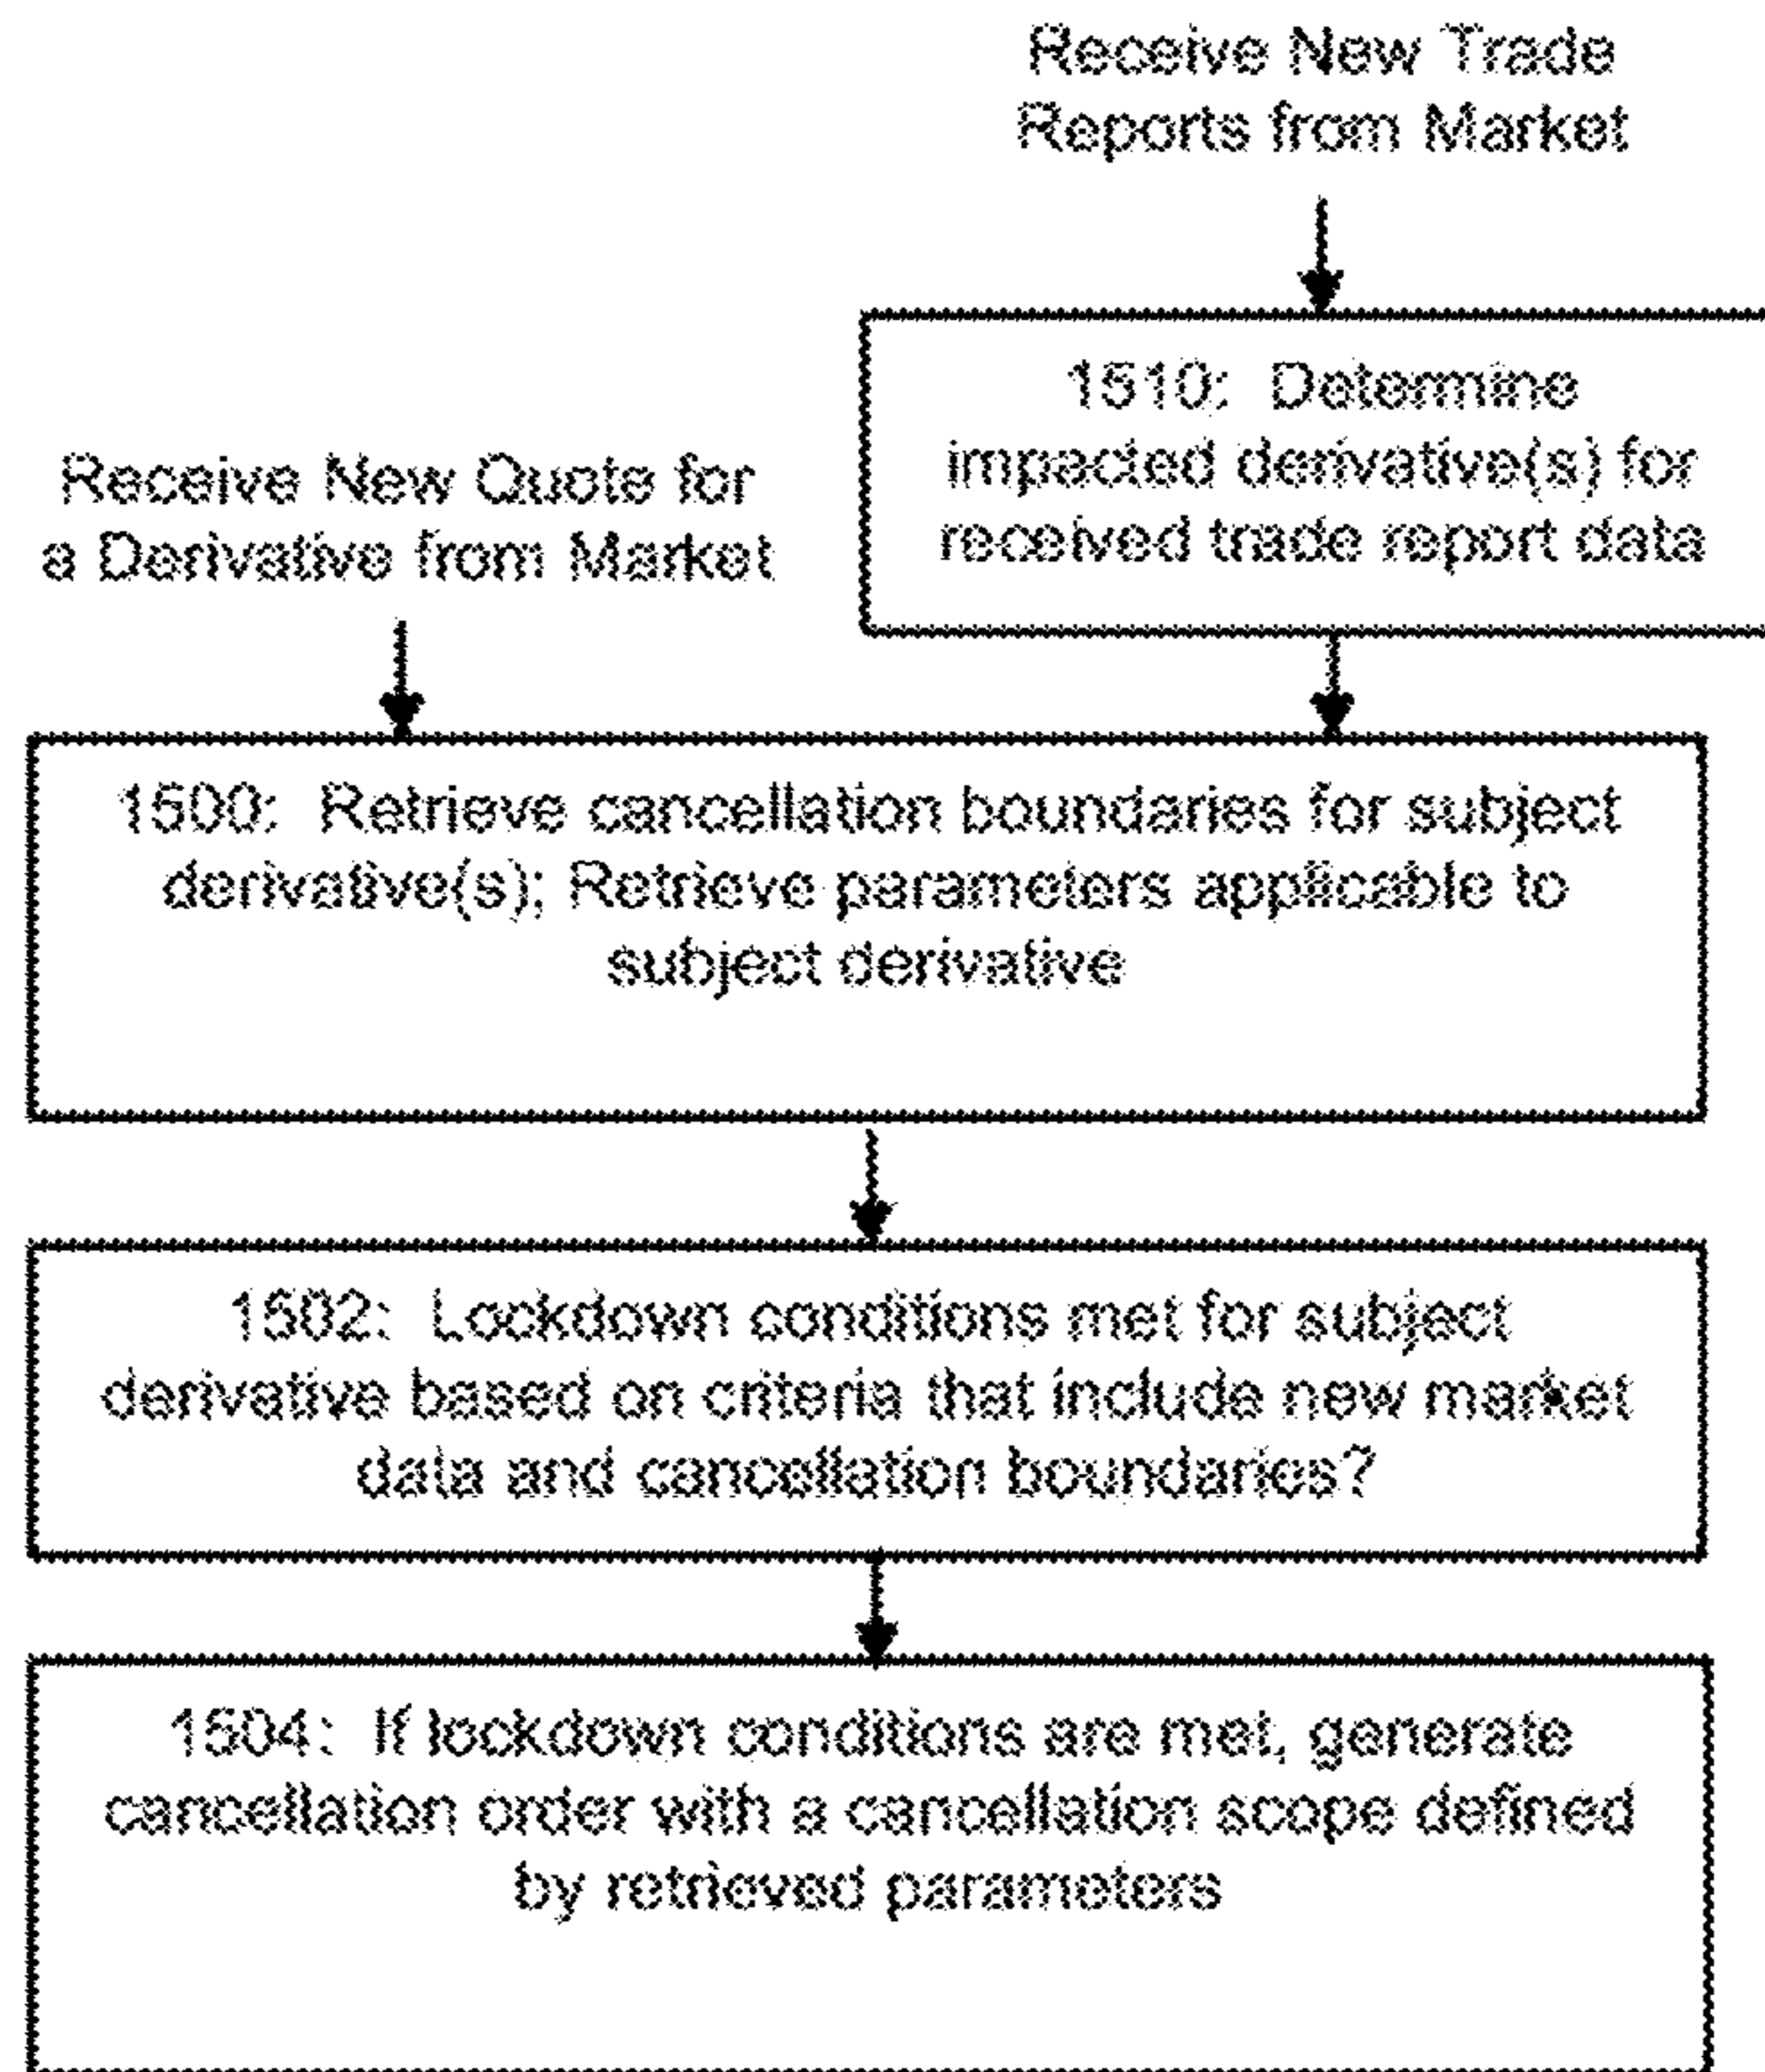 Receive New Trade
Reports from Market
1510: Determine
impacted derivative(s) for
received trade report data
Receive New Quote for
a Derivative from Market
1500: Retrieve cancellation boundaries for subject
derivative(s); Retrieve parameters applicable to
subject derivative
1502: Lockdown conditions met for subject
derivative based on criteria that include new market
data and cancellation boundaries?
1504: If lockdown conditions are met, generate
cancellation order with a cancellation scope defined
by retrieved parameters